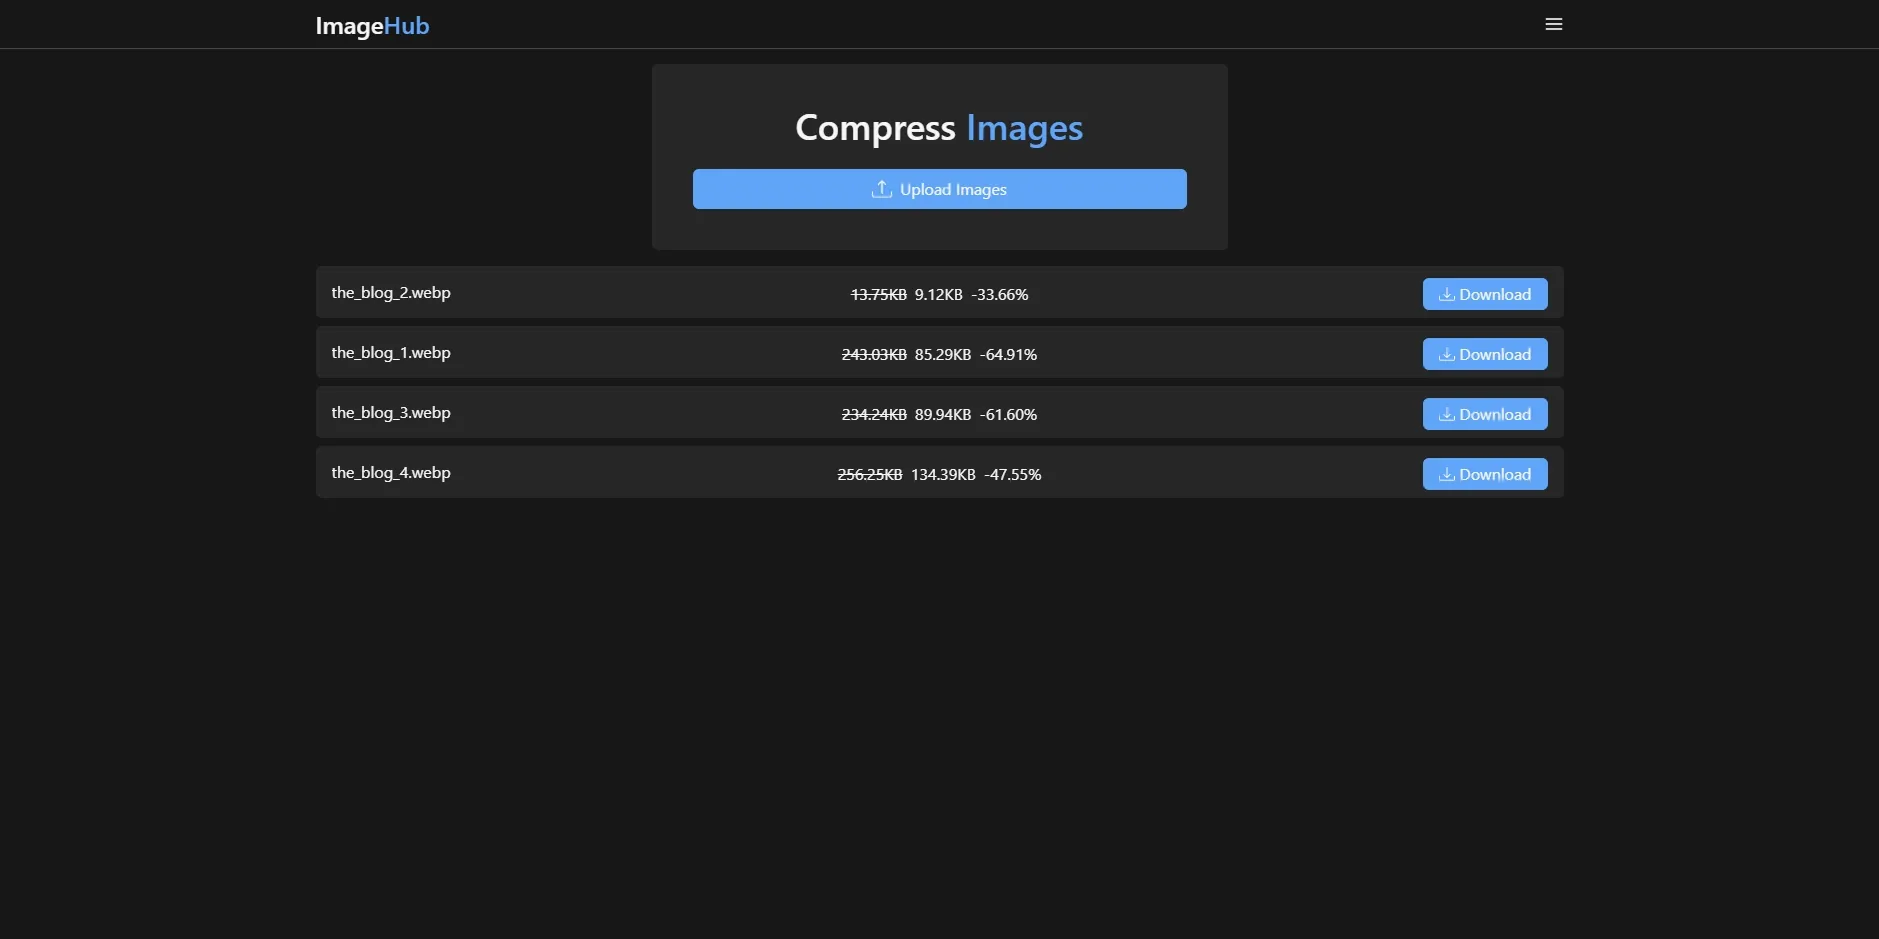 ImageHub
Compress Images
Upload Images
the_blog_2.webp 13.75KB 9.12KB -33.66% Download
the_blog_1.webp 243.03KB 85.29KB -64.91% Download
the_blog_3.webp 234.24KB 89.94KB -61.60% Download
the_blog_4.webp 256.25KB 134.39KB -47.55% Download